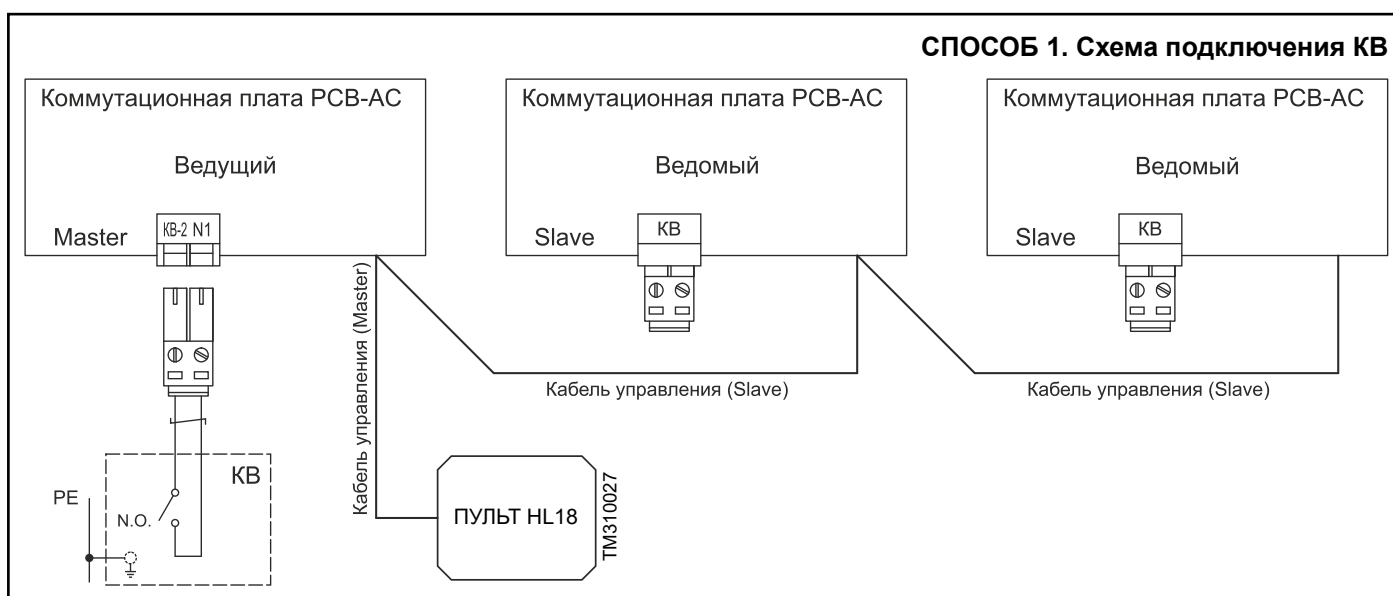 СПОСОБ 1. Схема подключения КВ
Коммутационная плата PCB-AC
Ведущий
Master
КВ-2 N1
Коммутационная плата PCB-AC
Ведомый
Slave
КВ
Коммутационная плата PCB-AC
Ведомый
Slave
КВ
Кабель управления (Master)
Кабель управления (Slave)
Кабель управления (Slave)
КВ
PE
N.O.
ПУЛЬТ HL18
TM310027